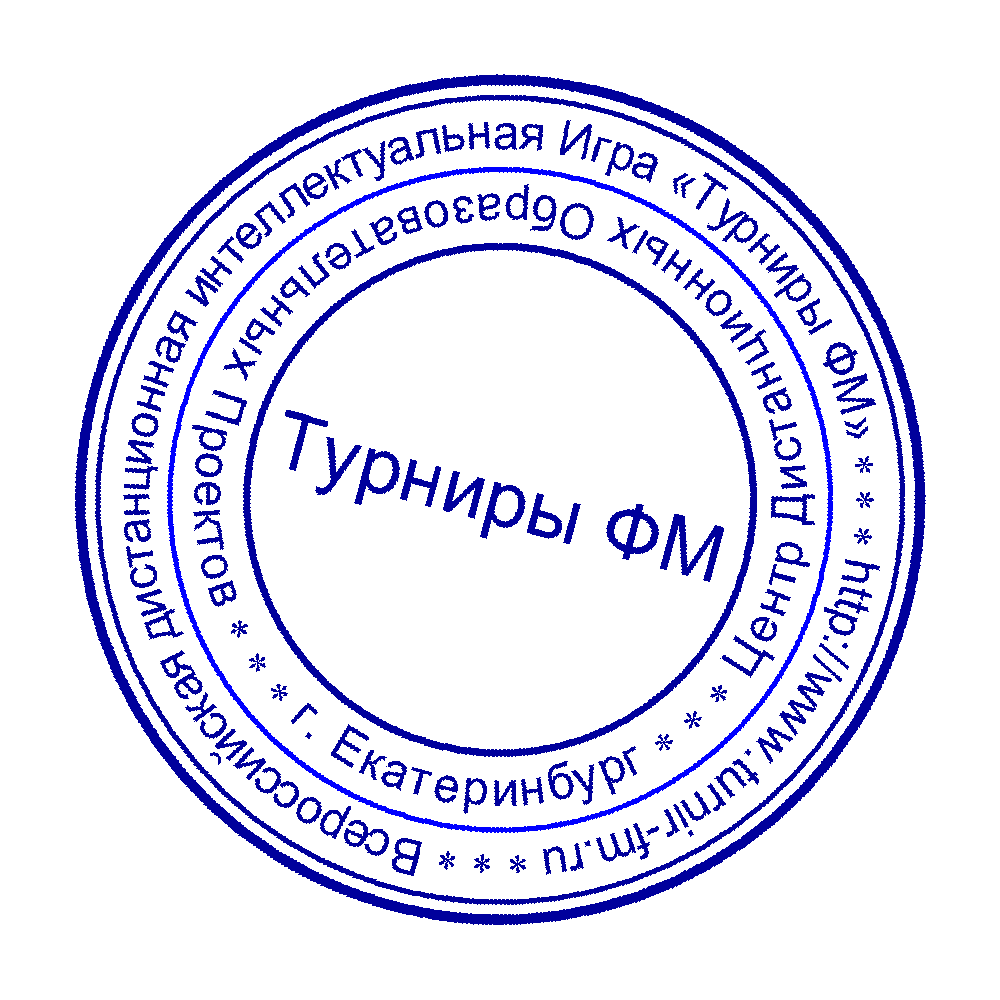 Всероссийская дистанционная интеллектуальная Игра «Турниры ФМ» * * * http://www.turnir-fm.ru * * *
Центр Дистанционных Образовательных Проектов * * * г. Екатеринбург * * *
Турниры ФМ